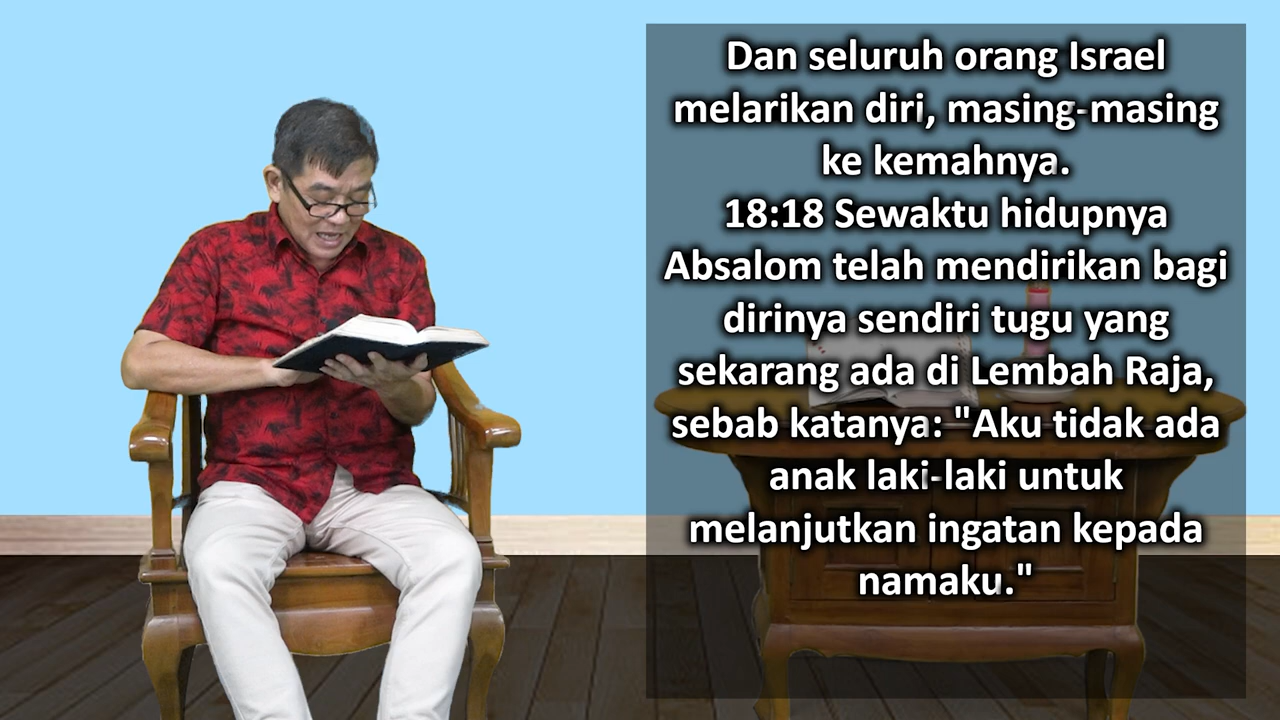 Dan seluruh orang Israel
melarikan diri, masing-masing
ke kemahnya.
18:18 Sewaktu hidupnya
Absalom telah mendirikan bagi
dirinya sendiri tugu yang
sekarang ada di Lembah Raja,
sebab katanya: "Aku tidak ada
anak laki-laki untuk
melanjutkan ingatan kepada
namaku."